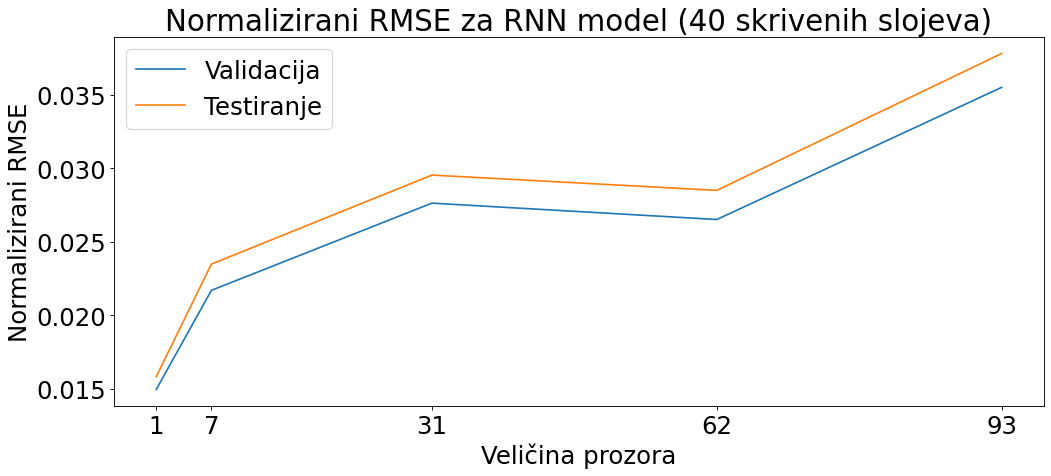 Normalizirani RMSE za RNN model (40 skrivenih slojeva)
Validacija
Testiranje
Normalizirani RMSE
0.035
0.030
0.025
0.020
0.015
1 7 31 62 93
Veličina prozora